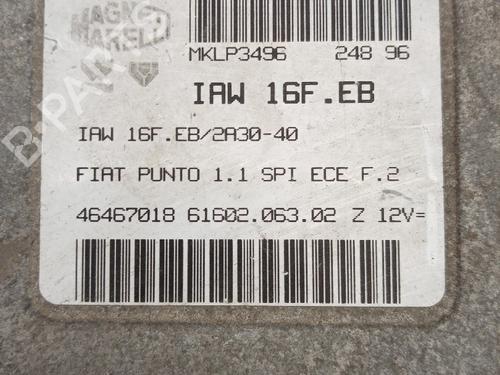 MAGNETI
MARELLI
MKLP3496 248 96
IAW 16F.EB
IAW 16F.EB/2A30-40
FIAT PUNTO 1.1 SPI ECE F.2
46467018 61602.063.02 Z 12V=
B-PARTS